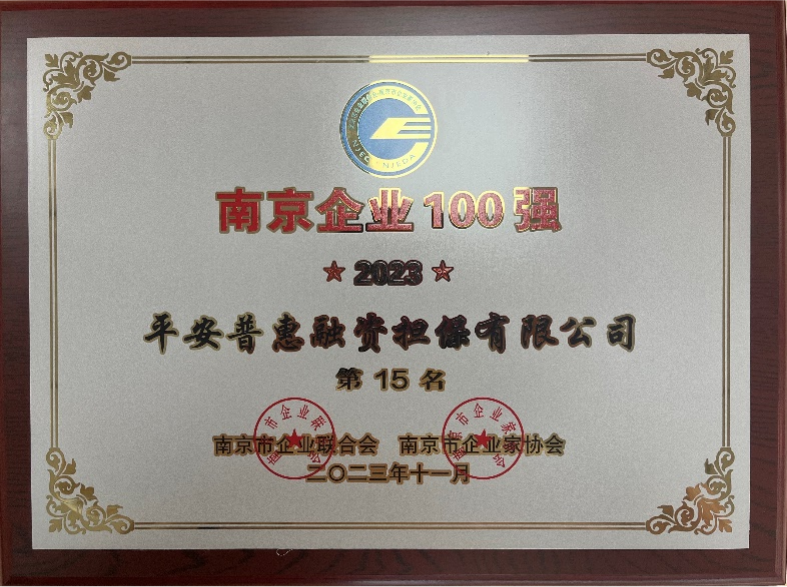 南京企业100强
2023
平安普惠融资担保有限公司
第 15 名
南京市企业联合会 南京市企业家协会
二〇二三年十一月